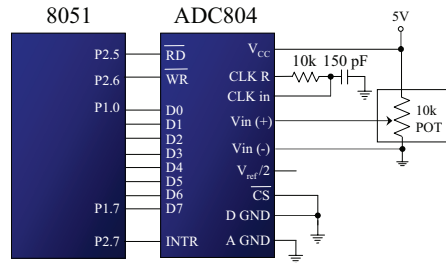 8051
ADC804
5V
P2.5
P2.6
P1.0
P1.7
P2.7
RD
WR
D0
D1
D2
D3
D4
D5
D6
D7
INTR
VCC
CLK R
CLK in
Vin (+)
Vin (-)
Vref/2
CS
D GND
A GND
10k 150 pF
10k
POT